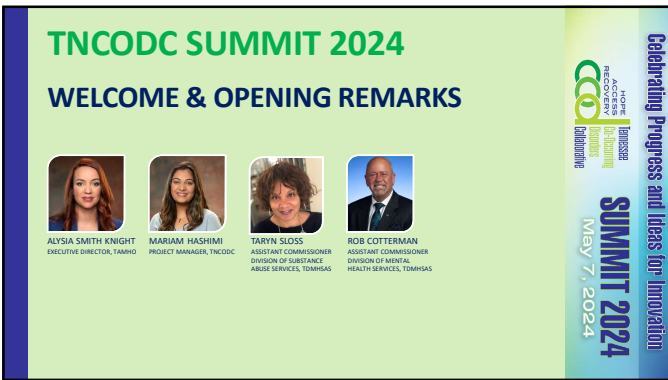 TNCODC SUMMIT 2024
WELCOME & OPENING REMARKS
ALYSIA SMITH KNIGHT
EXECUTIVE DIRECTOR, TAMHO
MARIAM HASHIMI
PROJECT MANAGER, TNCODC
TARYN SLOSS
ASSISTANT COMMISSIONER
DIVISION OF SUBSTANCE
ABUSE SERVICES, TDMHSAS
ROB COTTERMAN
ASSISTANT COMMISSIONER
DIVISION OF MENTAL
HEALTH SERVICES, TDMHSAS
HOPE
ACCESS
RECOVERY
Tennessee
Co-Occurring
Disorders
Collaborative
SUMMIT 2024
May 7, 2024
Celebrating Progress and Ideas for Innovation